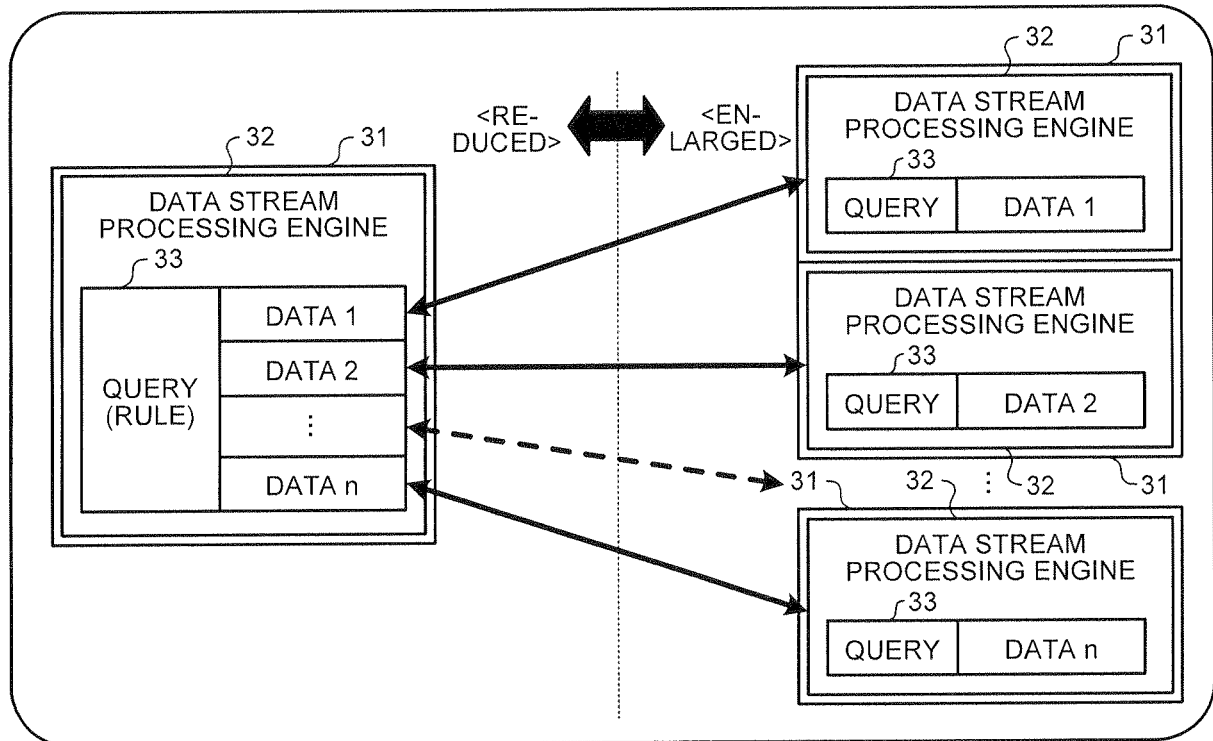 <RE-
DUCED>
<EN-
LARGED>
32
31
DATA STREAM
PROCESSING ENGINE
33
QUERY
(RULE)
DATA 1
DATA 2
⋮
DATA n
32
31
DATA STREAM
PROCESSING ENGINE
33
QUERY
DATA 1
DATA STREAM
PROCESSING ENGINE
33
QUERY
DATA 2
32
31
⋮
31
32
DATA STREAM
PROCESSING ENGINE
33
QUERY
DATA n